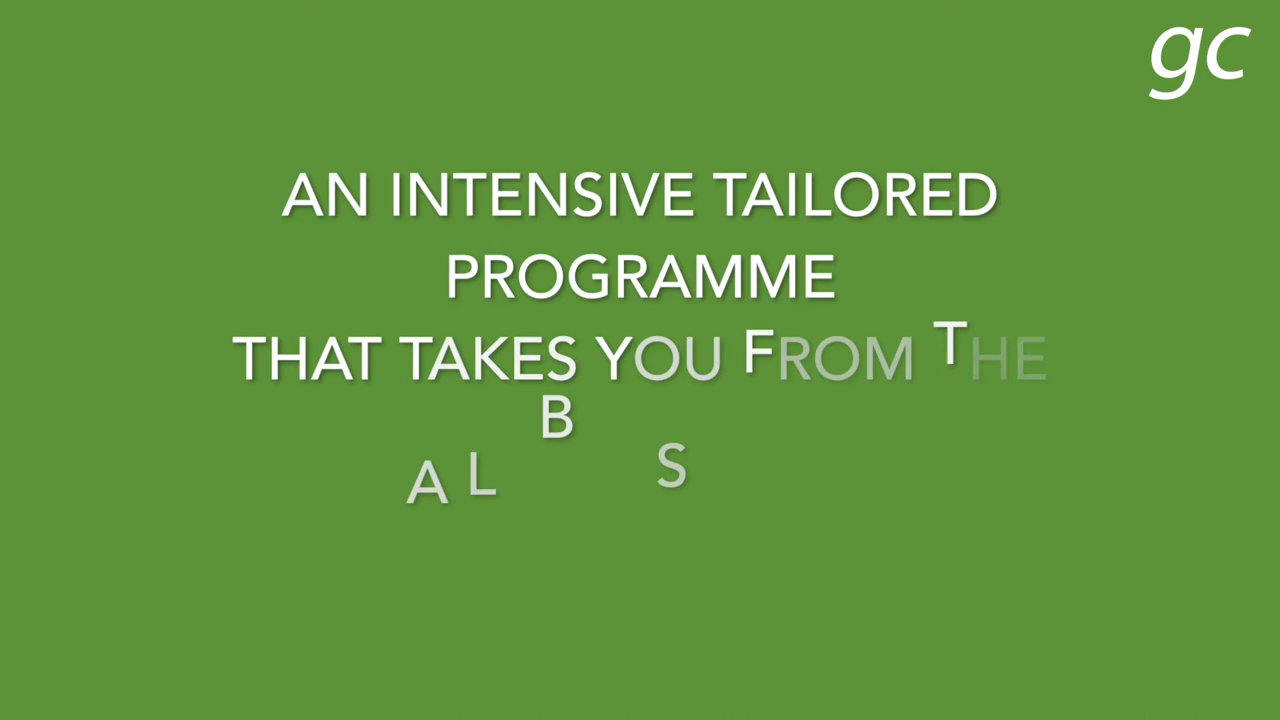 gc
AN INTENSIVE TAILORED
PROGRAMME
THAT TAKES YOU FROM THE
B
A L S